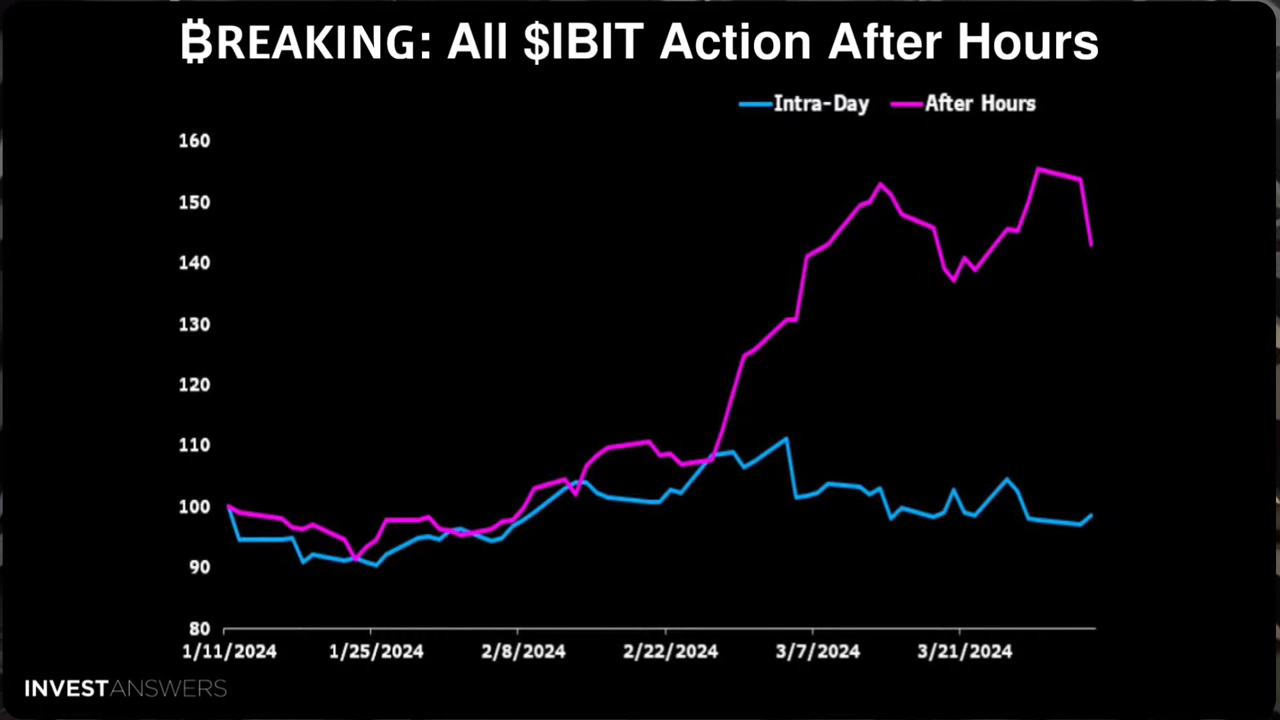 ₿REAKING: All $IBIT Action After Hours
Intra-Day After Hours
160
150
140
130
120
110
100
90
80
1/11/2024 1/25/2024 2/8/2024 2/22/2024 3/7/2024 3/21/2024
INVESTANSWERS